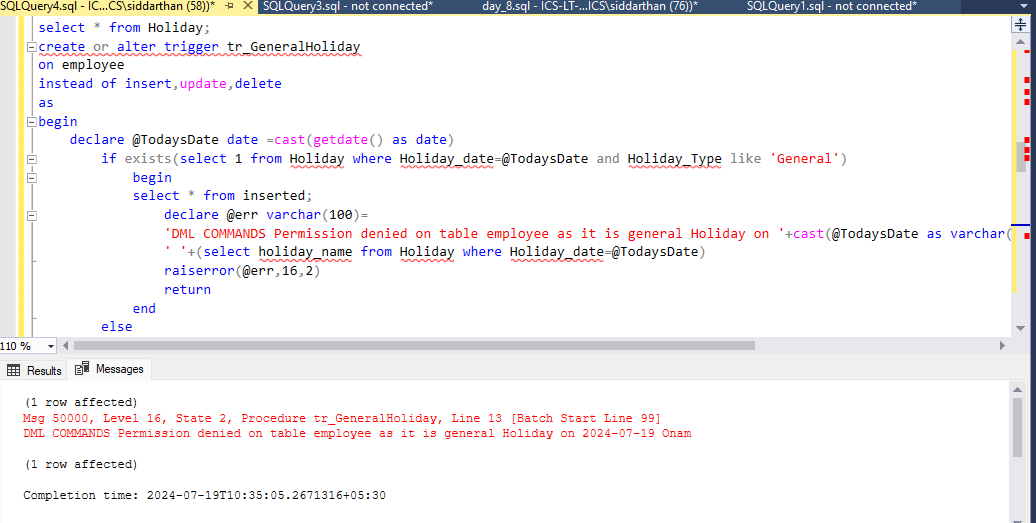 SQLQuery4.sql - IC...CS\siddarthan (58))* SQLQuery3.sql - not connected* day_8.sql - ICS-LT-...ICS\siddarthan (76))* SQLQuery1.sql - not connected*
select * from Holiday;
create or alter trigger tr_GeneralHoliday
on employee
instead of insert,update,delete
as
begin
declare @TodaysDate date =cast(getdate() as date)
if exists(select 1 from Holiday where Holiday_date=@TodaysDate and Holiday_Type like 'General')
begin
select * from inserted;
declare @err varchar(100)=
'DML COMMANDS Permission denied on table employee as it is general Holiday on '+cast(@TodaysDate as varchar(
' '+(select holiday_name from Holiday where Holiday_date=@TodaysDate)
raiserror(@err,16,2)
return
end
else
110 %
Results Messages
(1 row affected)
Msg 50000, Level 16, State 2, Procedure tr_GeneralHoliday, Line 13 [Batch Start Line 99]
DML COMMANDS Permission denied on table employee as it is general Holiday on 2024-07-19 Onam
(1 row affected)
Completion time: 2024-07-19T10:35:05.2671316+05:30